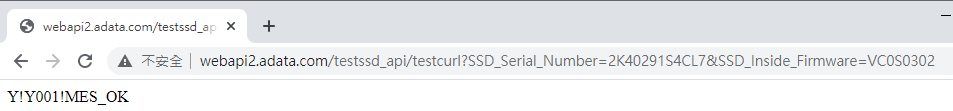 webapi2.adata.com/testssd_ap
不安全
webapi2.adata.com/testssd_api/testcurl?SSD_Serial_Number=2K40291S4CL7&SSD_Inside_Firmware=VC0S0302
Y!Y001!MES_OK